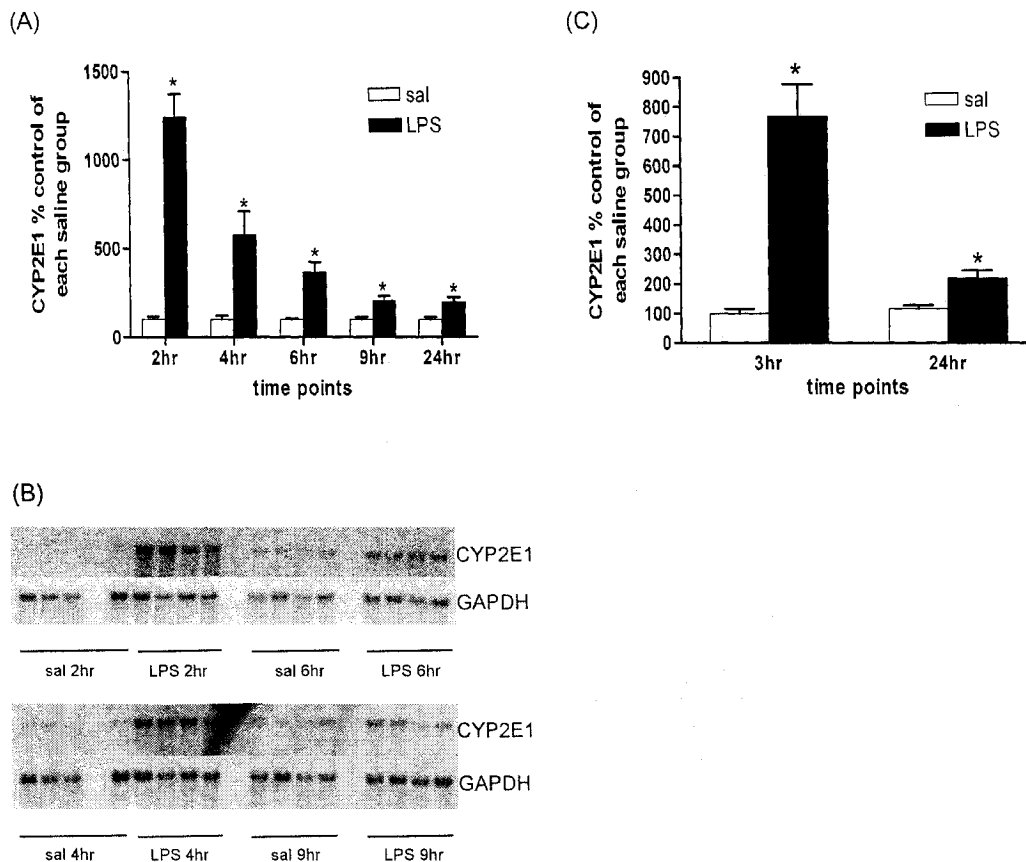 (A)
CYP2E1 % control of
each saline group
1500
1000
500
0
*
*
*
*
*
sal
LPS
2hr 4hr 6hr 9hr 24hr
time points
(C)
CYP2E1 % control of
each saline group
900
800
700
600
500
400
300
200
100
0
*
*
sal
LPS
3hr 24hr
time points
(B)
CYP2E1
GAPDH
sal 2hr LPS 2hr sal 6hr LPS 6hr
CYP2E1
GAPDH
sal 4hr LPS 4hr sal 9hr LPS 9hr